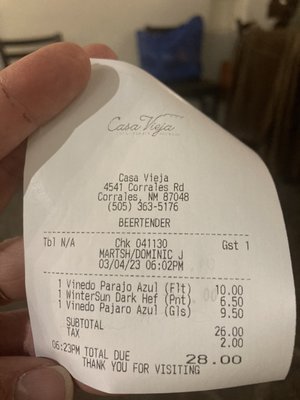 Casa Vieja
Casa Vieja
4541 Corrales Rd
Corrales, NM 87048
(505) 363-5176
BEERTENDER
Tbl N/A Chk 041130 Gst 1
MARTSH/DOMINIC J
03/04/23 06:02PM
1 Vinedo Parajo Azul (Flt) 10.00
1 WinterSun Dark Hef (Pnt) 6.50
1 Vinedo Pajaro Azul (Gls) 9.50
SUBTOTAL 26.00
TAX 2.00
06:23PM TOTAL DUE 28.00
THANK YOU FOR VISITING